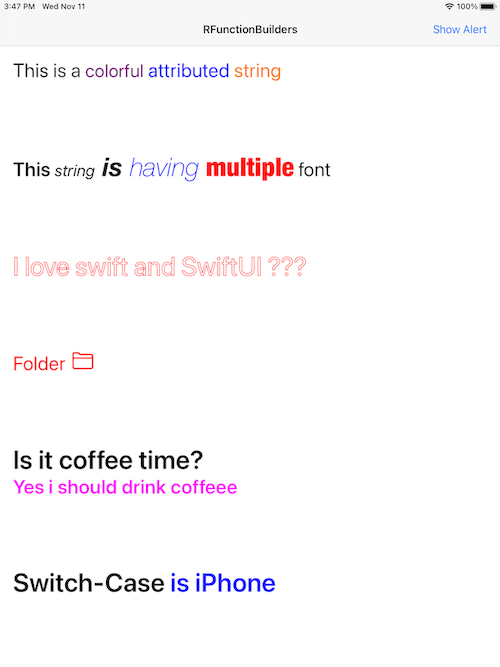 3:47 PM Wed Nov 11 100%
RFunctionBuilders Show Alert
This is a colorful attributed string
This string is having multiple font
I love swift and SwiftUI ???
Folder
Is it coffee time?
Yes i should drink coffeee
Switch-Case is iPhone